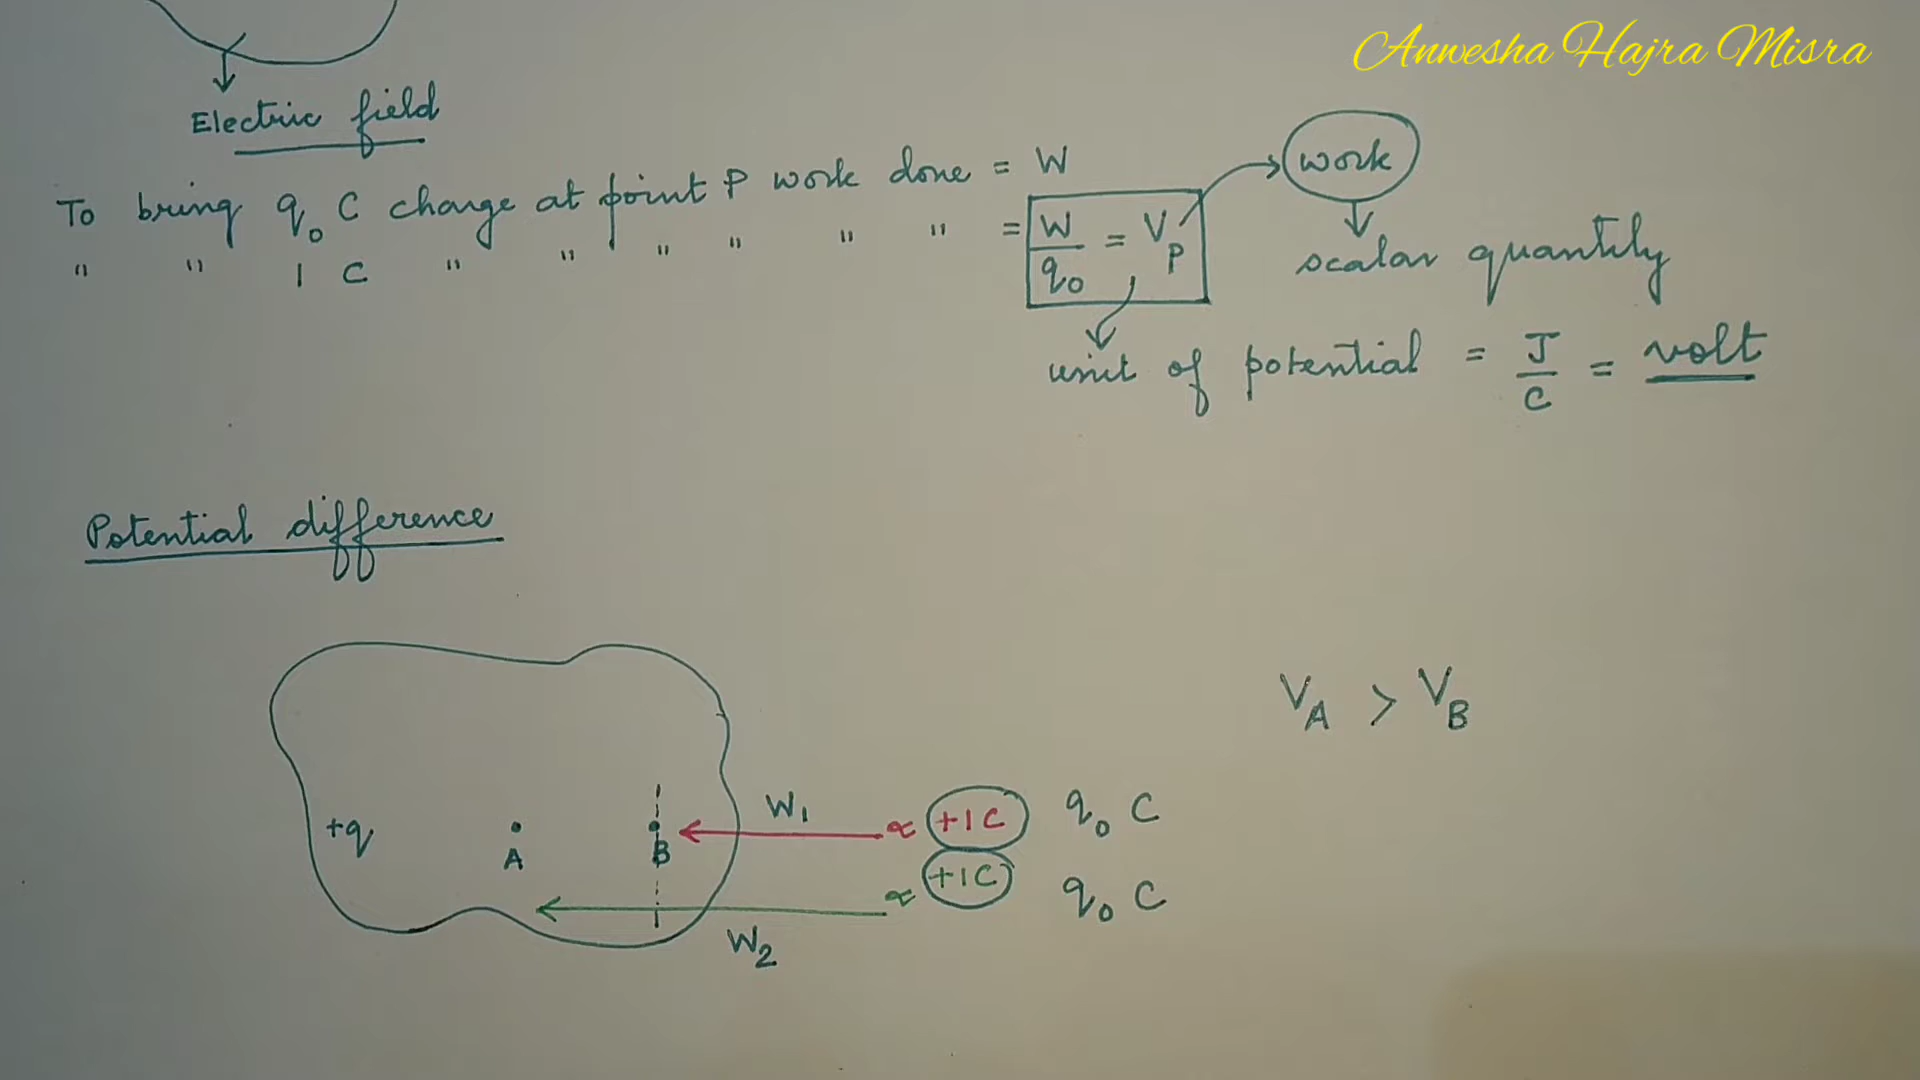 Anwesha Hajra Misra
Electric field
To bring q₀ C charge at point P work done = W
" " 1 C " " " " " " = W/q₀ = V_P
work
scalar quantity
unit of potential = J/C = volt
Potential difference
V_A > V_B
+q A B W₁ ∝ +1C q₀ C
W₂ ∝ +1C q₀ C